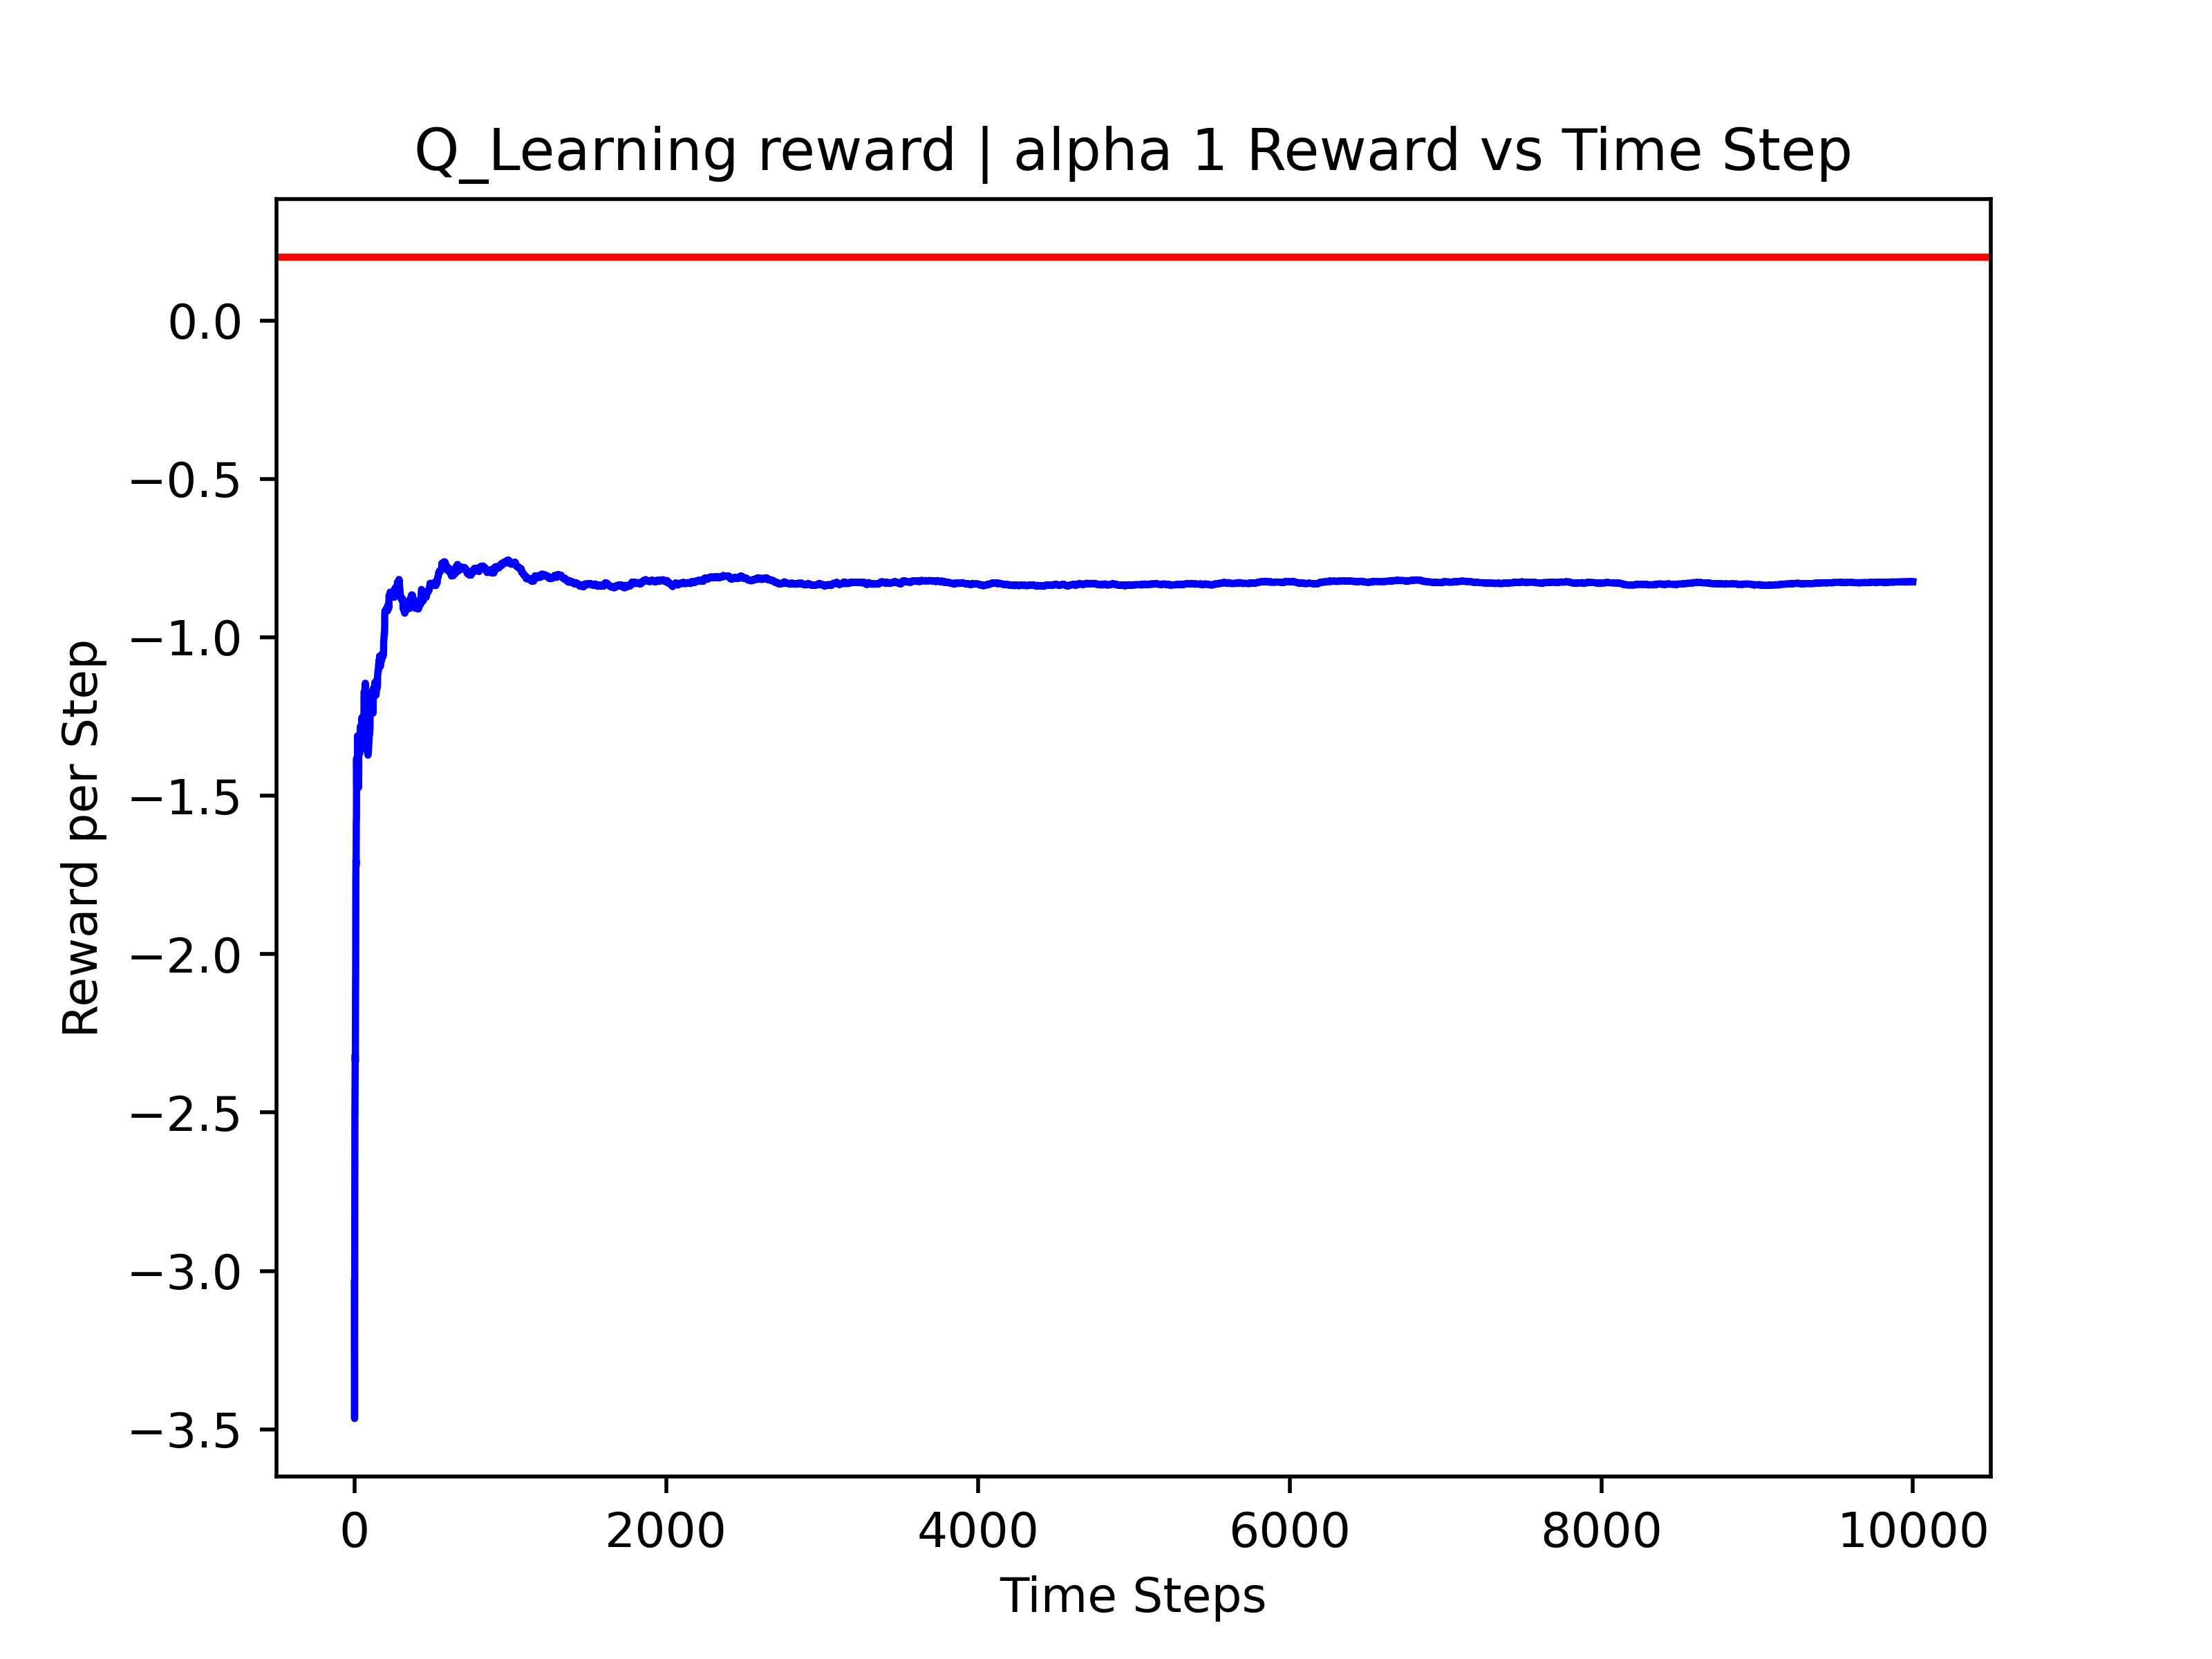 Q_Learning reward | alpha 1 Reward vs Time Step
Reward per Step
0.0
−0.5
−1.0
−1.5
−2.0
−2.5
−3.0
−3.5
0 2000 4000 6000 8000 10000
Time Steps